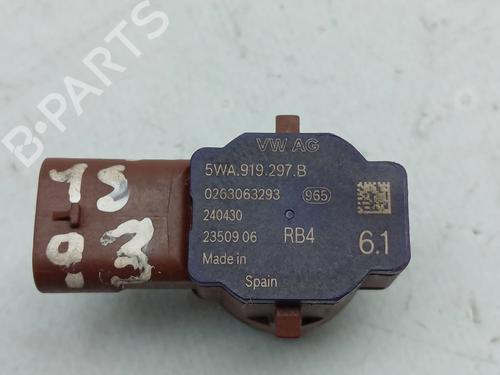 B-PARTS
VW AG
5WA.919.297.B
0263063293 965
240430
23509 06 RB4 6.1
Made in
Spain